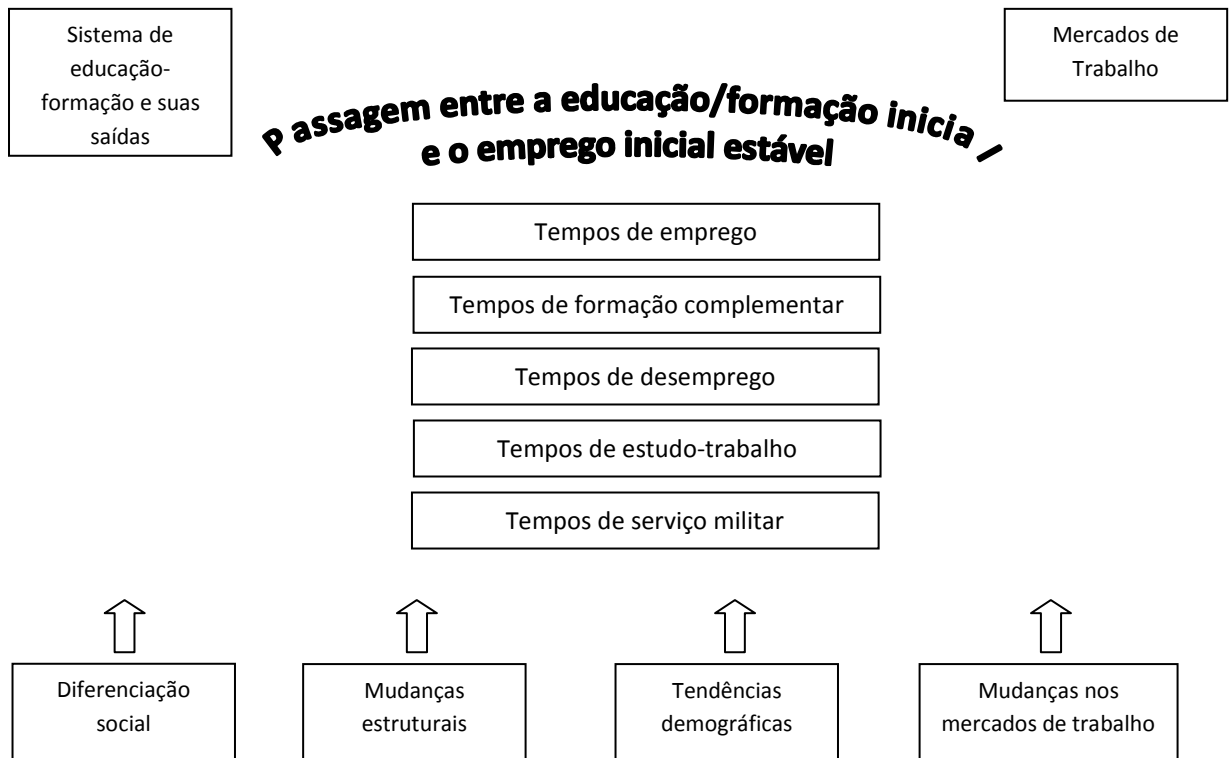 Sistema de
educação-
formação e suas
saídas
Mercados de
Trabalho
Passagem entre a educação/formação inicial
e o emprego inicial estável
Tempos de emprego
Tempos de formação complementar
Tempos de desemprego
Tempos de estudo-trabalho
Tempos de serviço militar
Diferenciação
social
Mudanças
estruturais
Tendências
demográficas
Mudanças nos
mercados de trabalho